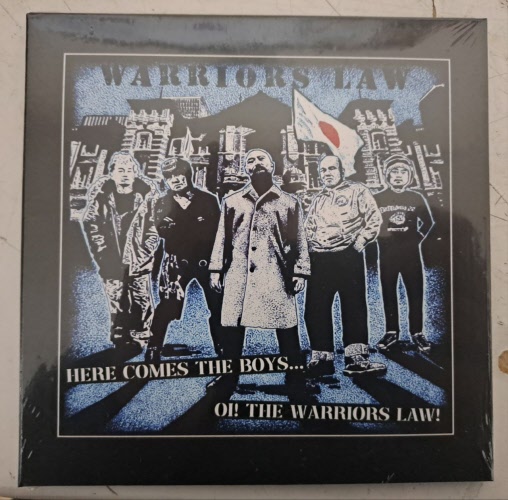 WARRIORS LAW
HERE COMES THE BOYS...
OI! THE WARRIORS LAW!